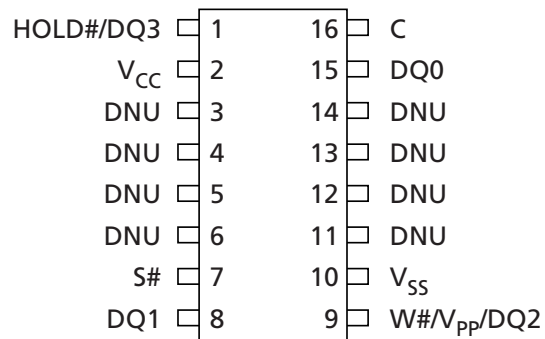 HOLD#/DQ3 1 16 C
VCC 2 15 DQ0
DNU 3 14 DNU
DNU 4 13 DNU
DNU 5 12 DNU
DNU 6 11 DNU
S# 7 10 VSS
DQ1 8 9 W#/VPP/DQ2